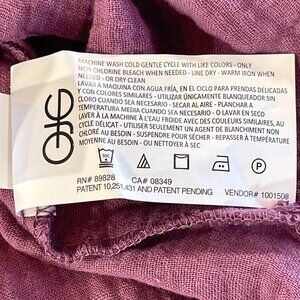 MACHINE WASH COLD GENTLE CYCLE WITH LIKE COLORS - ONLY
NON-CHLORINE BLEACH WHEN NEEDED - LINE DRY - WARM IRON WHEN
NEEDED - OR DRY CLEAN
LAVAR A MAQUINA CON AGUA FRÍA, EN EL CICLO PARA PRENDAS DELICADAS
Y CON COLORES SIMILARES - UTILIZAR ÚNICAMENTE BLANQUEADOR SIN
CLORO CUANDO SEA NECESARIO - SECAR AL AIRE - PLANCHAR A
TEMPERATURA MEDIA CUANDO SEA NECESARIO - O LAVAR EN SECO
LAVER À LA MACHINE À L'EAU FROIDE AVEC DES COULEURS SIMILAIRES, AU
CYCLE DÉLICAT - UTILISER SEULEMENT UN AGENT DE BLANCHIMENT NON
CHLORÉ AU BESOIN - SUSPENDRE POUR SÉCHER - REPASSER À TEMPÉRATURE
MOYENNE AU BESOIN - OU NETTOYER À SEC
RN# 89828 CA# 08349
PATENT 10,251,431 AND PATENT PENDING VENDOR# 1001508